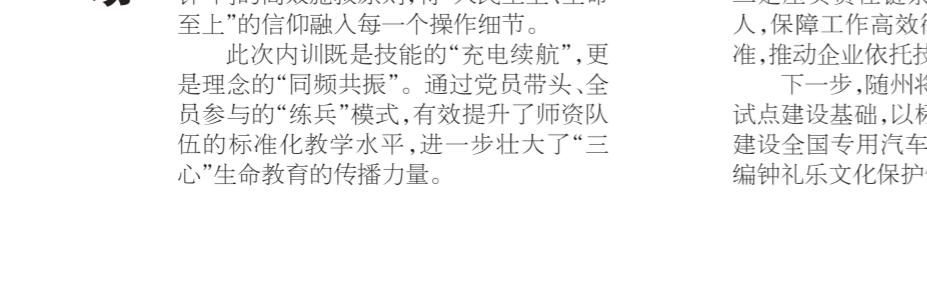 至上”的信仰融入每一个操作细节。
此次内训既是技能的“充电续航”,更
是理念的“同频共振”。通过党员带头、全
员参与的“练兵”模式,有效提升了师资队
伍的标准化教学水平,进一步壮大了“三
心”生命教育的传播力量。
人,保障工作高效
准,推动企业依托
下一步,随州将
试点建设基础,以
建设全国专用汽车
编钟礼乐文化保护